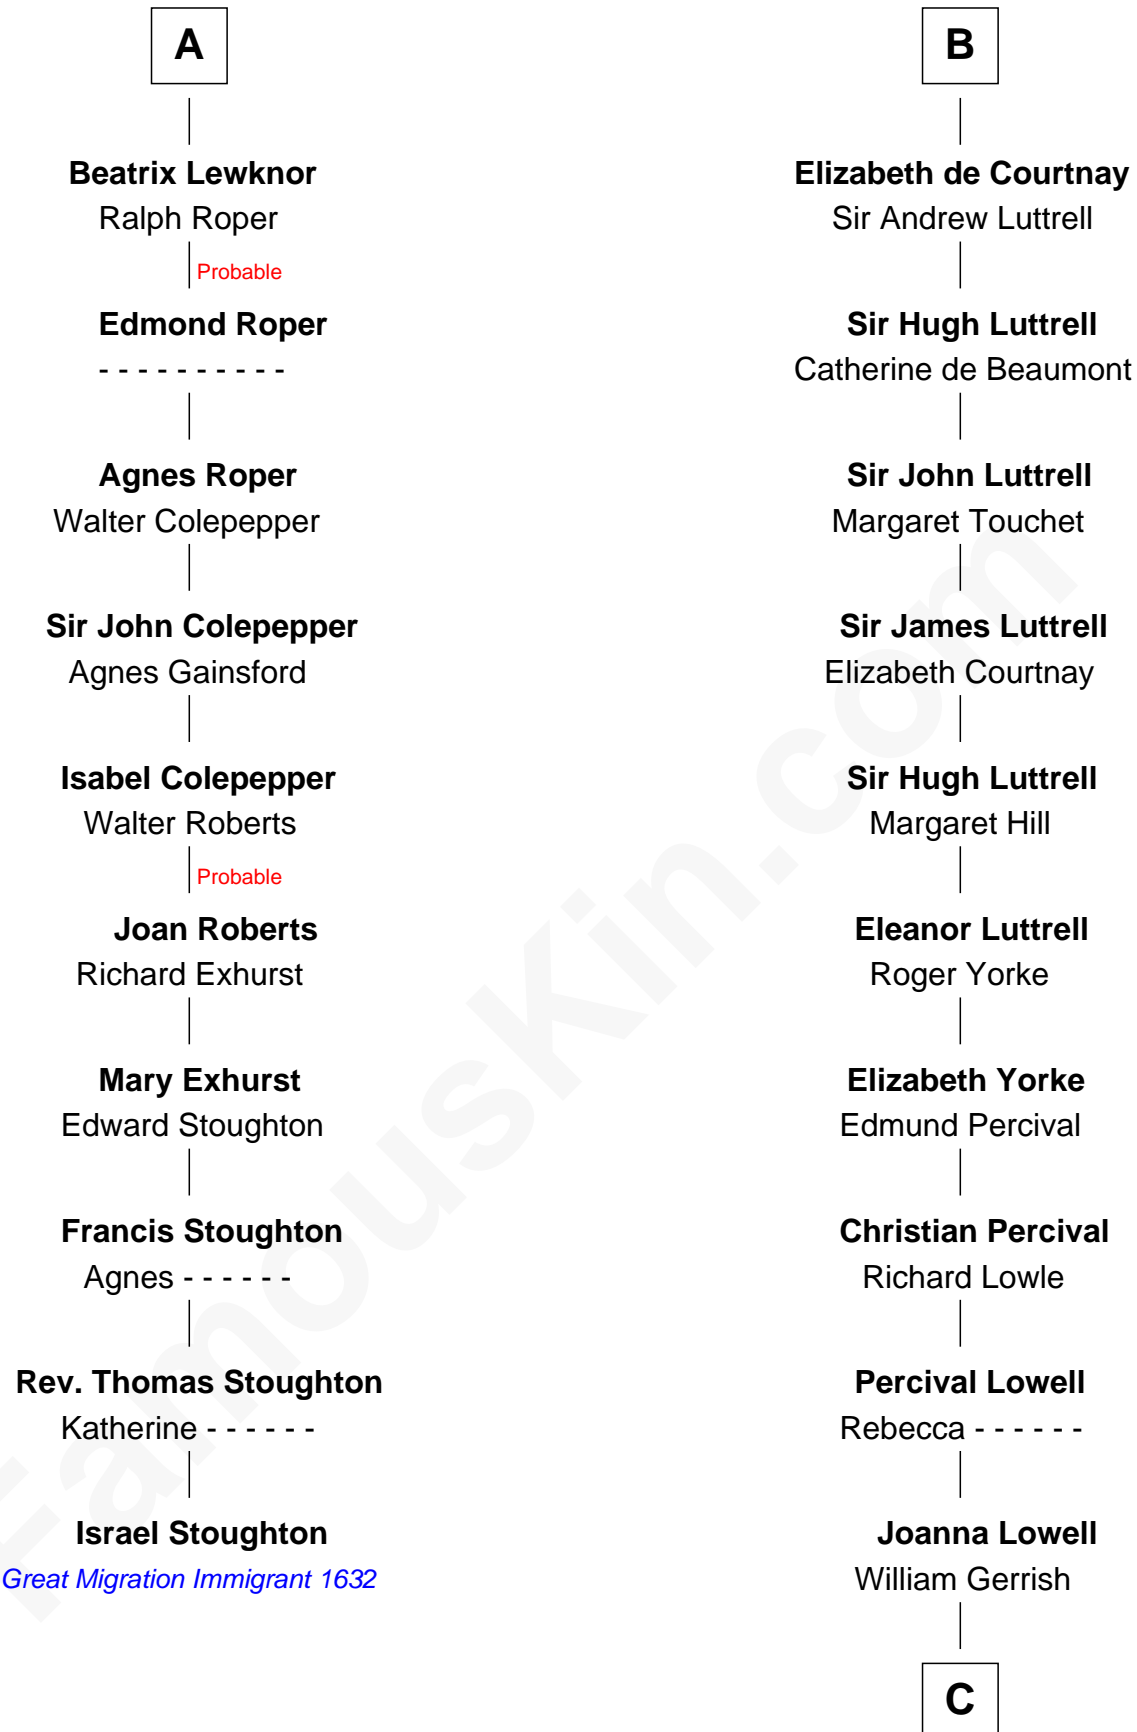 A
Beatrix Lewknor
Ralph Roper
Probable
Edmond Roper
- - - - - - - - - -
Agnes Roper
Walter Colepepper
Sir John Colepepper
Agnes Gainsford
Isabel Colepepper
Walter Roberts
Probable
Joan Roberts
Richard Exhurst
Mary Exhurst
Edward Stoughton
Francis Stoughton
Agnes - - - - - -
Rev. Thomas Stoughton
Katherine - - - - - -
Israel Stoughton
Great Migration Immigrant 1632
B
Elizabeth de Courtnay
Sir Andrew Luttrell
Sir Hugh Luttrell
Catherine de Beaumont
Sir John Luttrell
Margaret Touchet
Sir James Luttrell
Elizabeth Courtnay
Sir Hugh Luttrell
Margaret Hill
Eleanor Luttrell
Roger Yorke
Elizabeth Yorke
Edmund Percival
Christian Percival
Richard Lowle
Percival Lowell
Rebecca - - - - - -
Joanna Lowell
William Gerrish
C
FamousKin.com